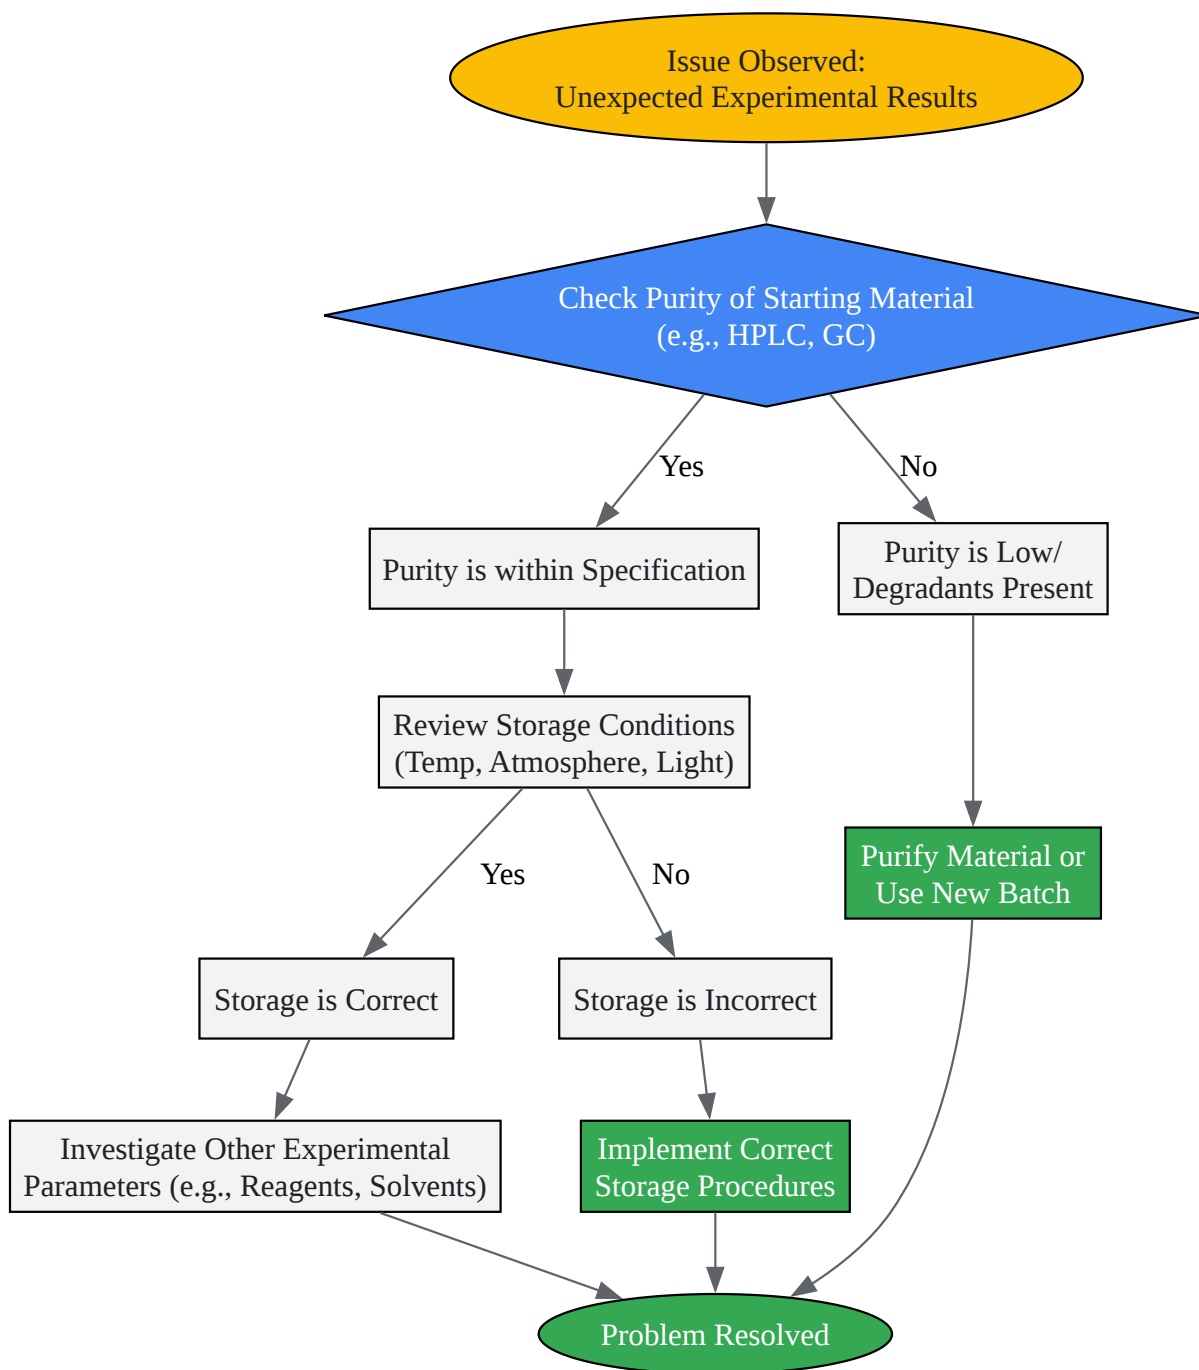 Issue Observed:
Unexpected Experimental Results
Check Purity of Starting Material
(e.g., HPLC, GC)
Yes
No
Purity is within Specification
Purity is Low/
Degradants Present
Review Storage Conditions
(Temp, Atmosphere, Light)
Yes
No
Purify Material or
Use New Batch
Storage is Correct
Storage is Incorrect
Investigate Other Experimental
Parameters (e.g., Reagents, Solvents)
Implement Correct
Storage Procedures
Problem Resolved